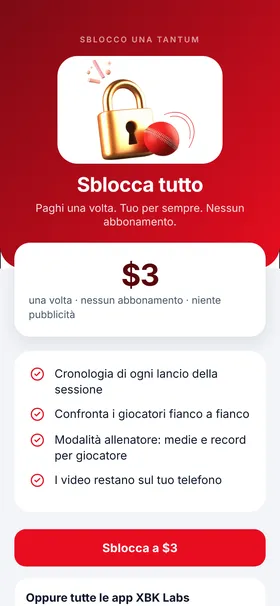 SBLOCCO UNA TANTUM
Sblocca tutto
Paghi una volta. Tuo per sempre. Nessun
abbonamento.
$3
una volta · nessun abbonamento · niente
pubblicità
Cronologia di ogni lancio della
sessione
Confronta i giocatori fianco a fianco
Modalità allenatore: medie e record
per giocatore
I video restano sul tuo telefono
Sblocca a $3
Oppure tutte le app XBK Labs